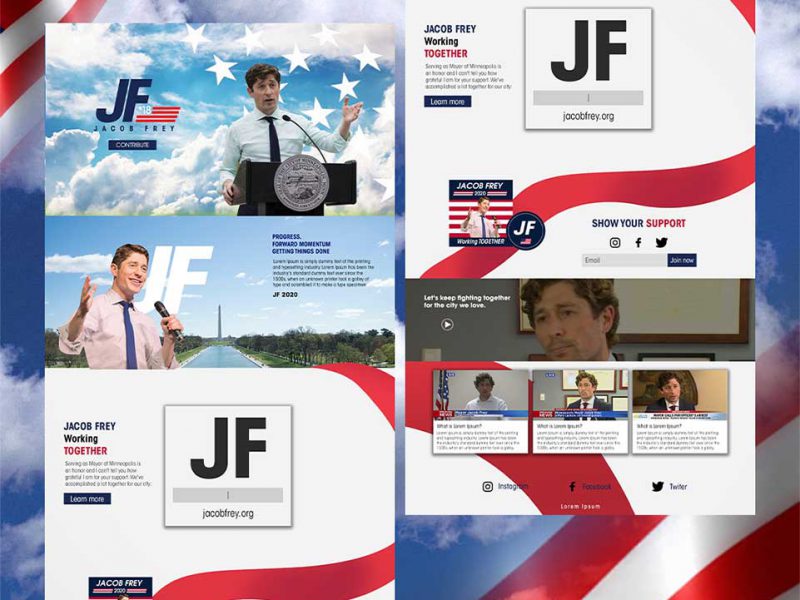 JF
'18
JACOB FREY
CONTRIBUTE
JF
PROGRESS.
FORWARD MOMENTUM
GETTING THINGS DONE
Lorem Ipsum is simply dummy text of the printing
and typesetting industry Lorem Ipsum has been the
industry's standard dummy text ever since the
1500s, when an unknown printer took a galley of
type and scrambled it to make a type specimen
JF 2020
JACOB FREY
Working
TOGETHER
Serving as Mayor of Minneapolis is
an honor and I can't tell you how
grateful I am for your support. We've
accomplished a lot together for our city.
Learn more
JF
jacobfrey.org
JACOB FREY
2020
JACOB FREY
Working
TOGETHER
Serving as Mayor of Minneapolis is
an honor and I can't tell you how
grateful I am for your support. We've
accomplished a lot together for our city.
Learn more
JF
jacobfrey.org
JACOB FREY
2020
Working TOGETHER
JF
SHOW YOUR SUPPORT
Email
Join now
Let's keep fighting together
for the city we love.
LIVE
NEWS
Mayor Jacob Frey
What is Lorem Ipsum?
Lorem Ipsum is simply dummy text of the printing
and typesetting industry. Lorem Ipsum has been
the industry's standard dummy text ever since the
1500s, when an unknown printer took a galley
LIVE
NEWS
What is Lorem Ipsum?
Lorem Ipsum is simply dummy text of the printing
and typesetting industry. Lorem Ipsum has been
the industry's standard dummy text ever since the
1500s, when an unknown printer took a galley
What is Lorem Ipsum?
Lorem Ipsum is simply dummy text of the printing
and typesetting industry. Lorem Ipsum has been
the industry's standard dummy text ever since the
1500s, when an unknown printer took a galley
Instagram
Facebook
Twiter
Lorem Ipsum